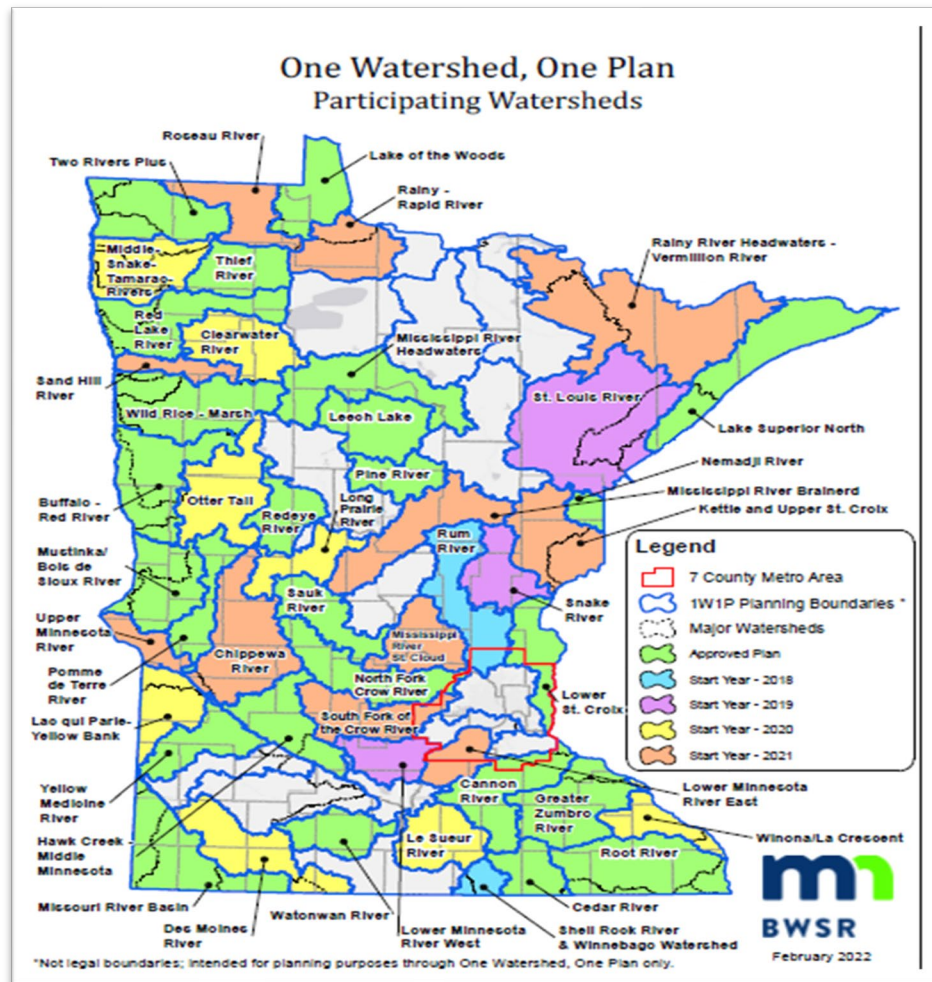 One Watershed, One Plan
Participating Watersheds
Roseau River
Two Rivers Plus
Lake of the Woods
Rainy -
Rapid River
Rainy River Headwaters -
Vermillion River
Middle-
Snake-
Tamarac-
Rivers
Thief
River
Red
Lake
River
Clearwater
River
Mississippi River
Headwaters
Sand Hill
River
Wild Rice - Marsh
Leech Lake
St. Louis River
Lake Superior North
Pine River
Nemadji River
Buffalo -
Red River
Otter Tail
Redeye
River
Long
Prairie
River
Mississippi River Brainerd
Kettle and Upper St. Croix
Rum
River
Mustinka/
Bois de
Sioux River
Sauk
River
Snake
River
Upper
Minnesota
River
Chippewa
River
Mississippi
River
St. Cloud
Pomme
de Terre
River
North Fork
Crow River
Lower
St. Croix
Lac qui Parle-
Yellow Bank
South Fork of
the Crow River
Legend
7 County Metro Area
1W1P Planning Boundaries *
Major Watersheds
Approved Plan
Start Year - 2018
Start Year - 2019
Start Year - 2020
Start Year - 2021
Yellow
Medicine
River
Cannon
River
Lower Minnesota
River East
Greater
Zumbro
River
Hawk Creek -
Middle
Minnesota
Le Sueur
River
Winona/La Crescent
Root River
Missouri River Basin
Des Moines
River
Watonwan River
Lower Minnesota
River West
Cedar River
Shell Rock River
& Winnebago Watershed
mn
BWSR
February 2022
*Not legal boundaries; intended for planning purposes through One Watershed, One Plan only.